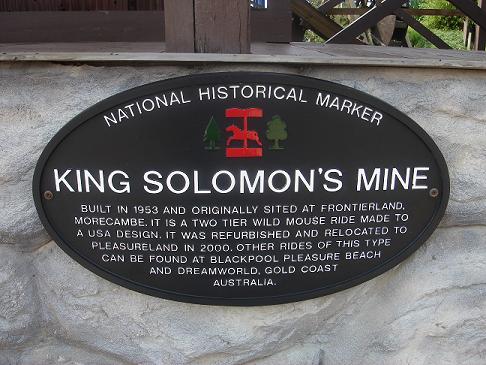 NATIONAL HISTORICAL MARKER
KING SOLOMON'S MINE
BUILT IN 1953 AND ORIGINALLY SITED AT FRONTIERLAND,
MORECAMBE. IT IS A TWO TIER WILD MOUSE RIDE MADE TO
A USA DESIGN. IT WAS REFURBISHED AND RELOCATED TO
PLEASURELAND IN 2000. OTHER RIDES OF THIS TYPE
CAN BE FOUND AT BLACKPOOL PLEASURE BEACH
AND DREAMWORLD, GOLD COAST
AUSTRALIA.